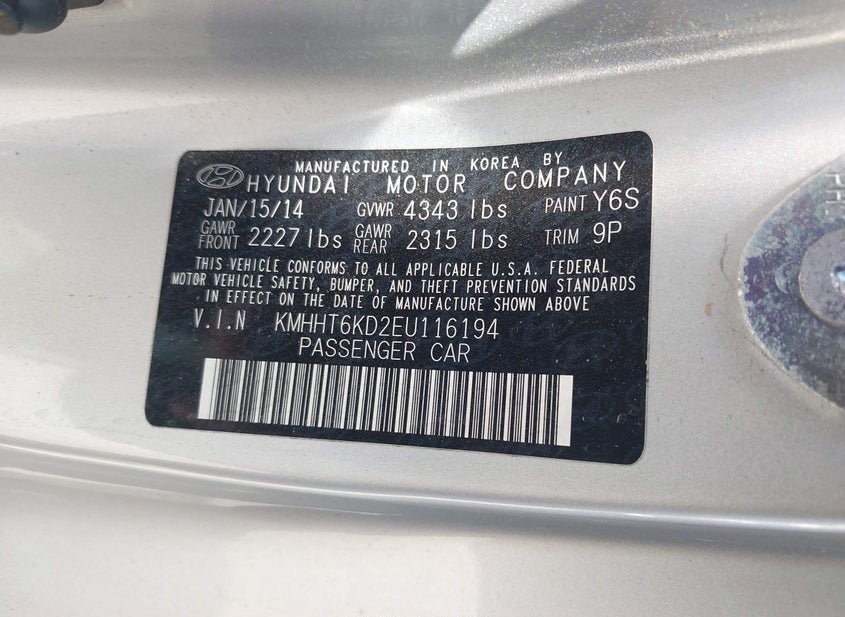 MANUFACTURED IN KOREA BY
HYUNDAI MOTOR COMPANY
JAN/15/14 GVWR 4343 lbs PAINT Y6S
GAWR FRONT 2227 lbs GAWR REAR 2315 lbs TRIM 9P
THIS VEHICLE CONFORMS TO ALL APPLICABLE U.S.A. FEDERAL
MOTOR VEHICLE SAFETY, BUMPER, AND THEFT PREVENTION STANDARDS
IN EFFECT ON THE DATE OF MANUFACTURE SHOWN ABOVE
V.I.N KMHHT6KD2EU116194
PASSENGER CAR